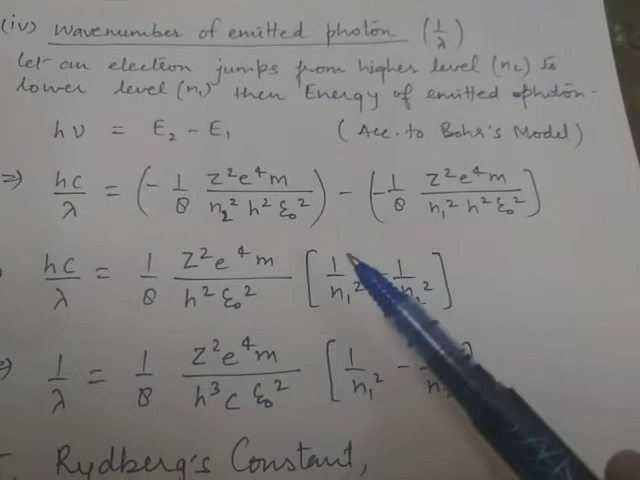 (iv) Wavenumber of emitted photon (1/λ)
Let an electron jumps from higher level (n₂) to
lower level (n₁) then Energy of emitted photon-
hν = E₂ - E₁ (Acc. to Bohr's Model)
⇒) hc/λ = (- 1/8 Z²e⁴m/n₂²h²ε₀²) - (- 1/8 Z²e⁴m/n₁²h²ε₀²)
hc/λ = 1/8 Z²e⁴m/h²ε₀² [1/n₁² - 1/n₂²]
⇒) 1/λ = 1/8 Z²e⁴m/h³cε₀² [1/n₁² -
Rydberg's Constant,